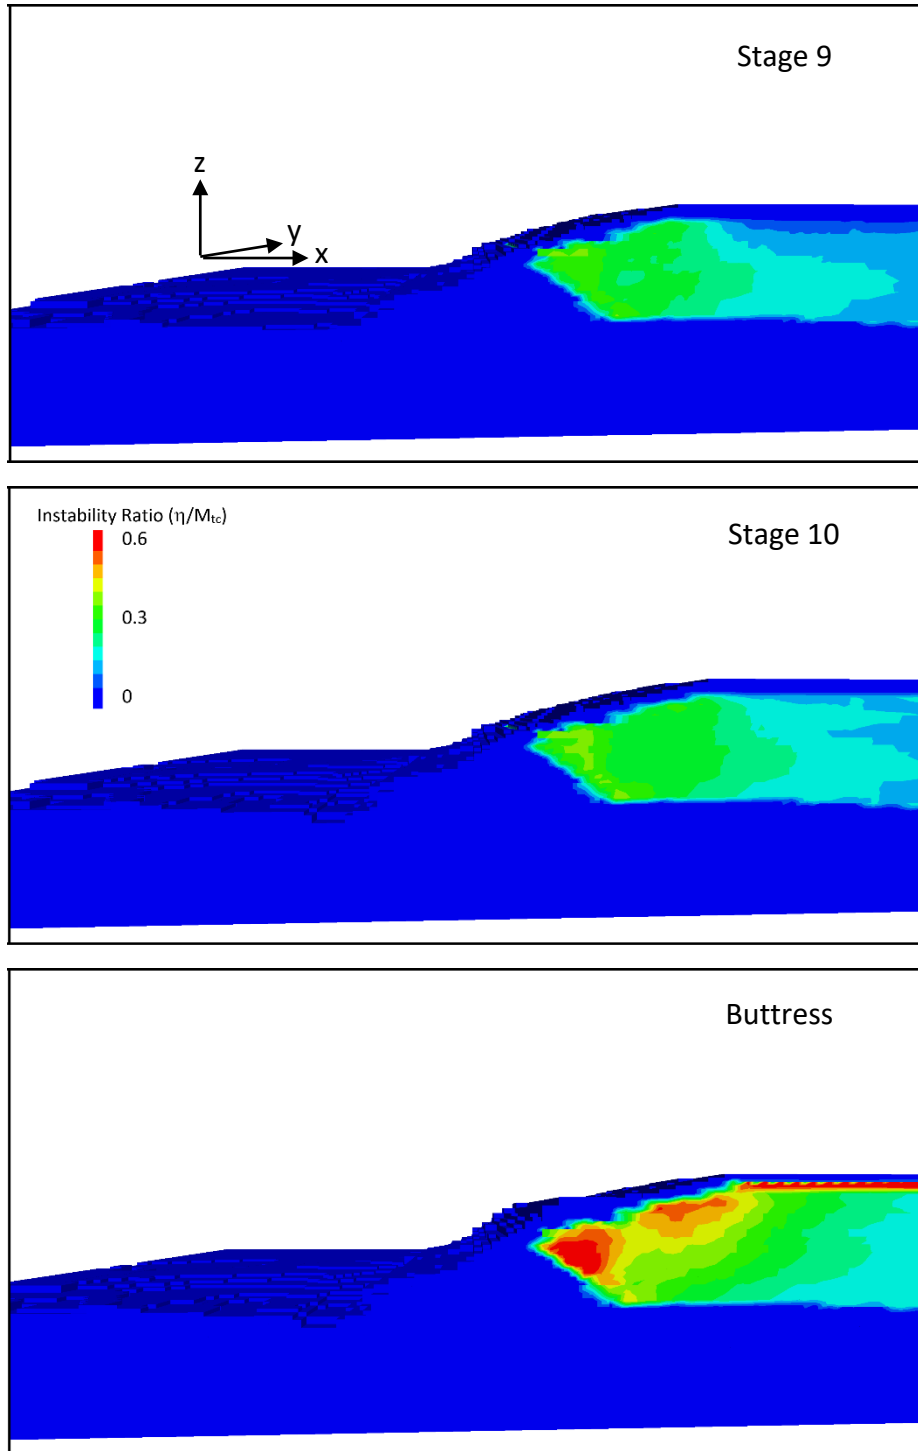 Stage 9
z
y
x
Instability Ratio (η/Mtc)
0.6
Stage 10
0.3
0
Buttress